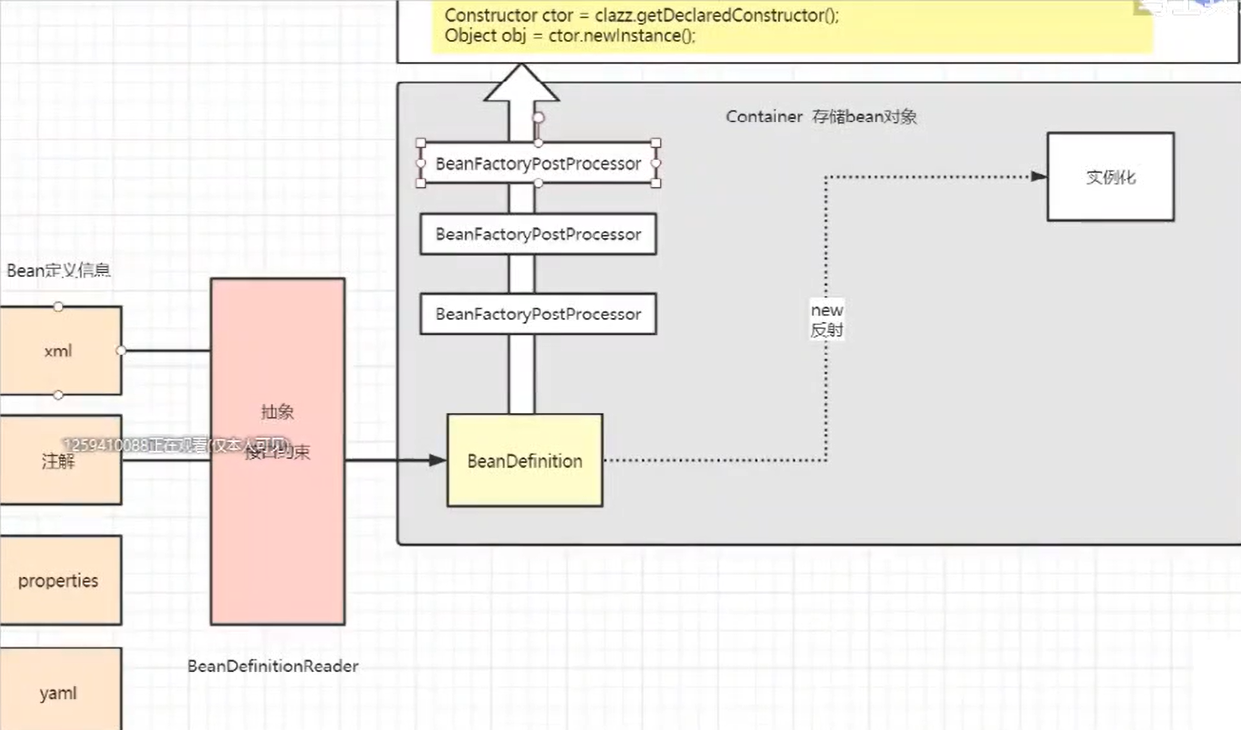 Constructor ctor = clazz.getDeclaredConstructor();
Object obj = ctor.newInstance();
Container 存储bean对象
BeanFactoryPostProcessor
实例化
BeanFactoryPostProcessor
Bean定义信息
BeanFactoryPostProcessor
new
反射
xml
抽象
接口约束
1259410088正在观看(仅本人可见)
注解
BeanDefinition
properties
BeanDefinitionReader
yaml